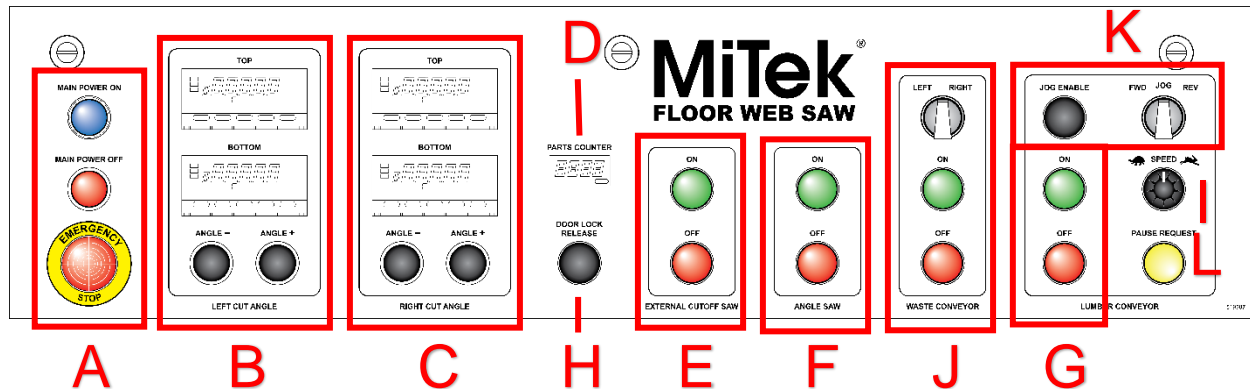 D
K
MiTek®
FLOOR WEB SAW
MAIN POWER ON
MAIN POWER OFF
EMERGENCY
STOP
A
TOP
BOTTOM
ANGLE − ANGLE +
LEFT CUT ANGLE
B
TOP
BOTTOM
ANGLE − ANGLE +
RIGHT CUT ANGLE
C
PARTS COUNTER
DOOR LOCK
RELEASE
H
ON
OFF
EXTERNAL CUTOFF SAW
E
ON
OFF
ANGLE SAW
F
LEFT RIGHT
ON
OFF
WASTE CONVEYOR
J
JOG ENABLE FWD JOG REV
ON SPEED
OFF PAUSE REQUEST
LUMBER CONVEYOR
L
G